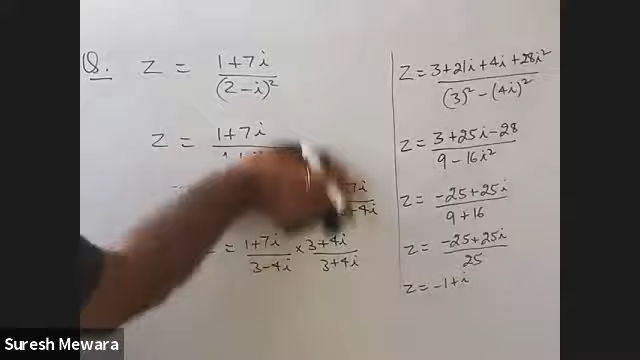 Q. Z = 1+7i / (2-i)²
Z = 1+7i
= 1+7i / 3-4i × 3+4i / 3+4i
Z = 3+21i+4i+28i² / (3)² - (4i)²
Z = 3+25i-28 / 9-16i²
Z = -25+25i / 9+16
Z = -25+25i / 25
Z = -1+i
Suresh Mewara